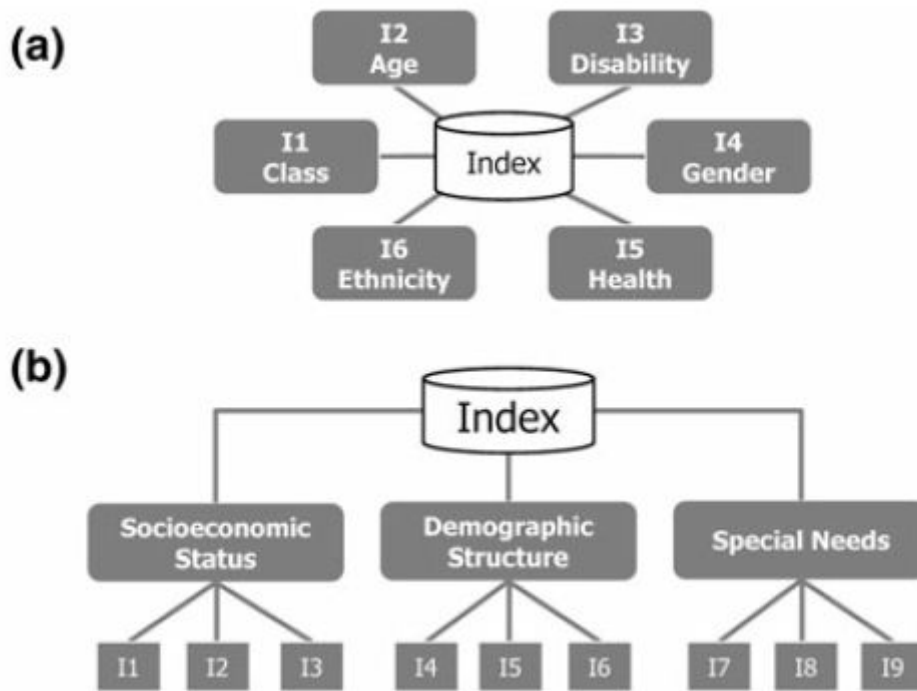 (a)
I2
Age
I3
Disability
I1
Class
Index
I4
Gender
I6
Ethnicity
I5
Health
(b)
Index
Socioeconomic
Status
Demographic
Structure
Special Needs
I1 I2 I3 I4 I5 I6 I7 I8 I9